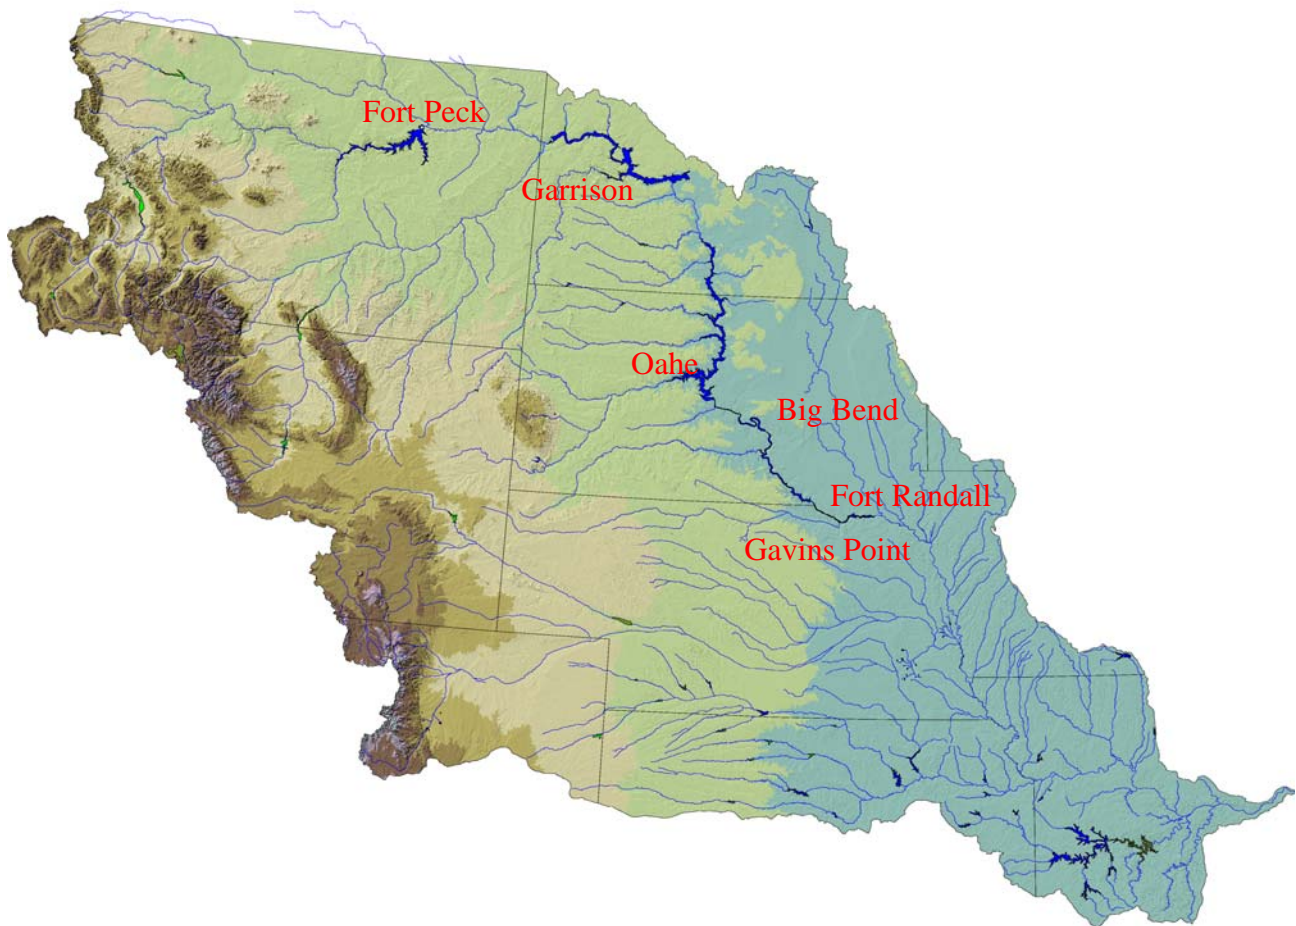 Fort Peck
Garrison
Oahe
Big Bend
Fort Randall
Gavins Point